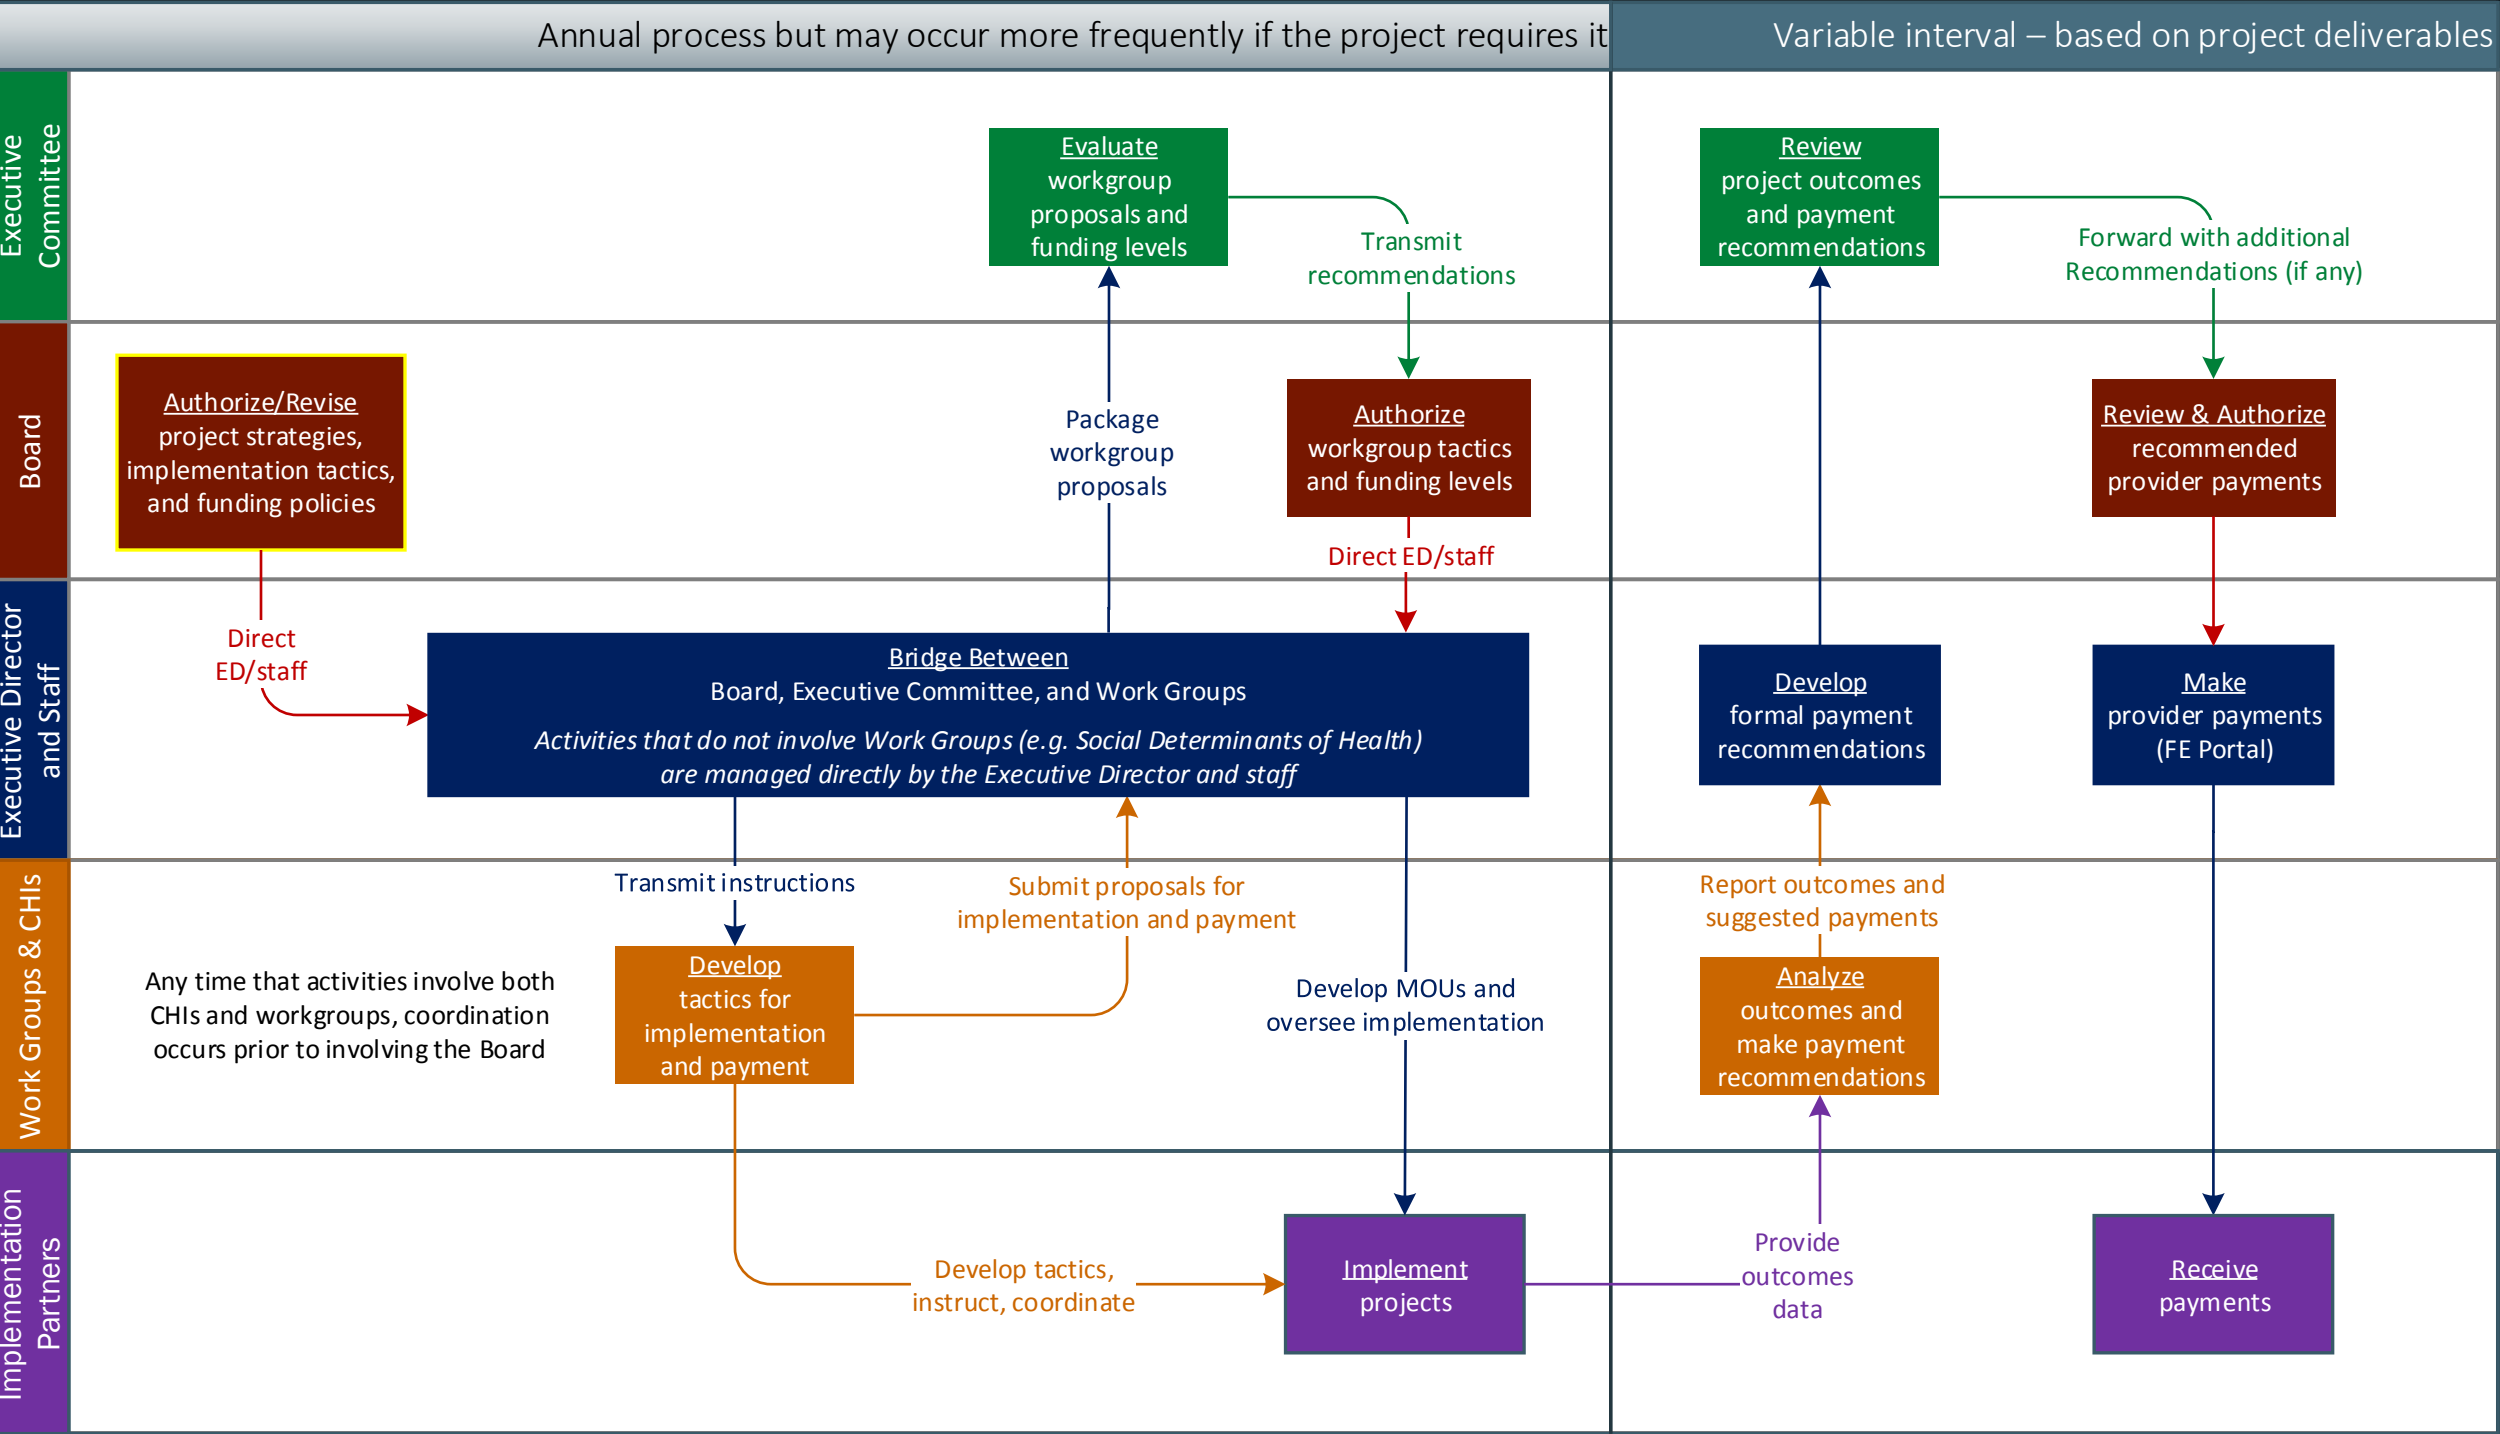 Annual process but may occur more frequently if the project requires it
Variable interval – based on project deliverables
Executive
Committee
Evaluate
workgroup
proposals and
funding levels
Transmit
recommendations
Review
project outcomes
and payment
recommendations
Forward with additional
Recommendations (if any)
Board
Authorize/Revise
project strategies,
implementation tactics,
and funding policies
Package
workgroup
proposals
Authorize
workgroup tactics
and funding levels
Review & Authorize
recommended
provider payments
Direct ED/staff
Executive Director
and Staff
Direct
ED/staff
Bridge Between
Board, Executive Committee, and Work Groups
Activities that do not involve Work Groups (e.g. Social Determinants of Health)
are managed directly by the Executive Director and staff
Develop
formal payment
recommendations
Make
provider payments
(FE Portal)
Work Groups & CHIs
Transmit instructions
Submit proposals for
implementation and payment
Report outcomes and
suggested payments
Any time that activities involve both
CHIs and workgroups, coordination
occurs prior to involving the Board
Develop
tactics for
implementation
and payment
Develop MOUs and
oversee implementation
Analyze
outcomes and
make payment
recommendations
Implementation
Partners
Develop tactics,
instruct, coordinate
Implement
projects
Provide
outcomes
data
Receive
payments